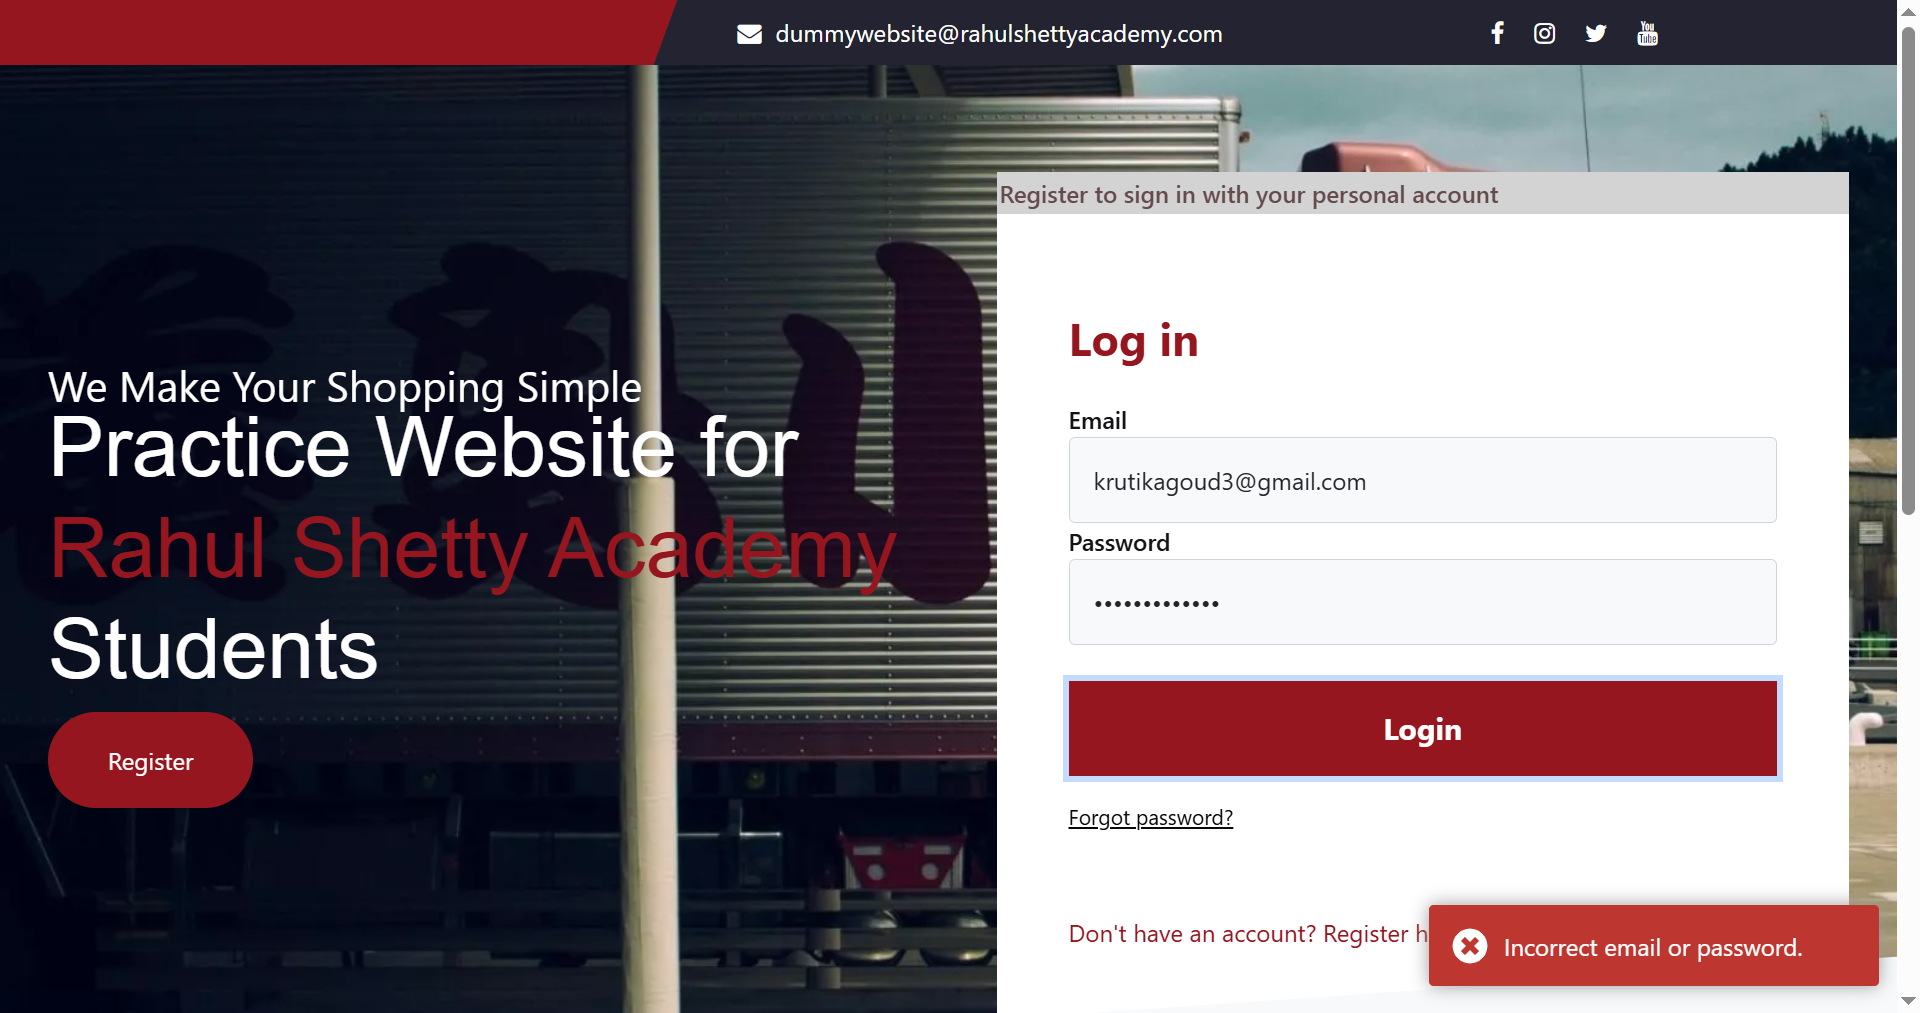 dummywebsite@rahulshettyacademy.com
You
Tube
Register to sign in with your personal account
We Make Your Shopping Simple
Practice Website for
Rahul Shetty Academy
Students
Register
Log in
Email
krutikagoud3@gmail.com
Password
•••••••••••••
Login
Forgot password?
Don't have an account? Register
Incorrect email or password.